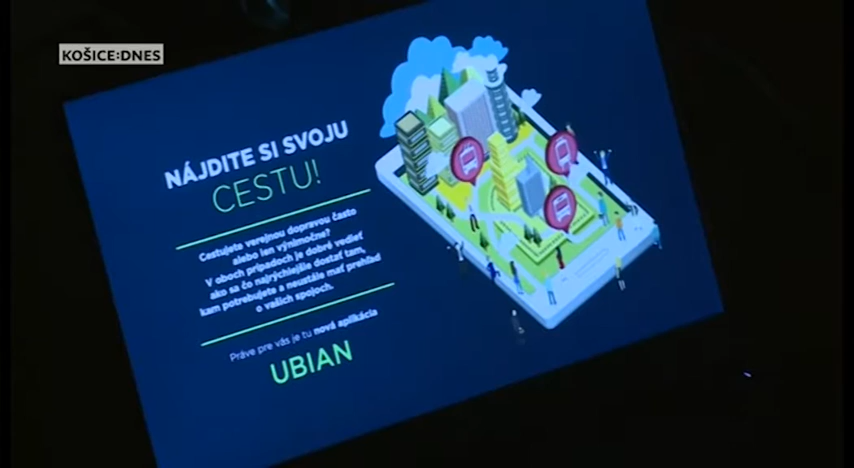 KOŠICE:DNES
NÁJDITE SI SVOJU
CESTU!
Cestujete verejnou dopravou často
alebo len výnimočne?
V oboch prípadoch je dobré vedieť
ako sa čo najrýchlejšie dostať tam,
kam potrebujete a neustále mať prehľad
o vašich spojoch.
Práve pre vás je tu nová aplikácia
UBIAN